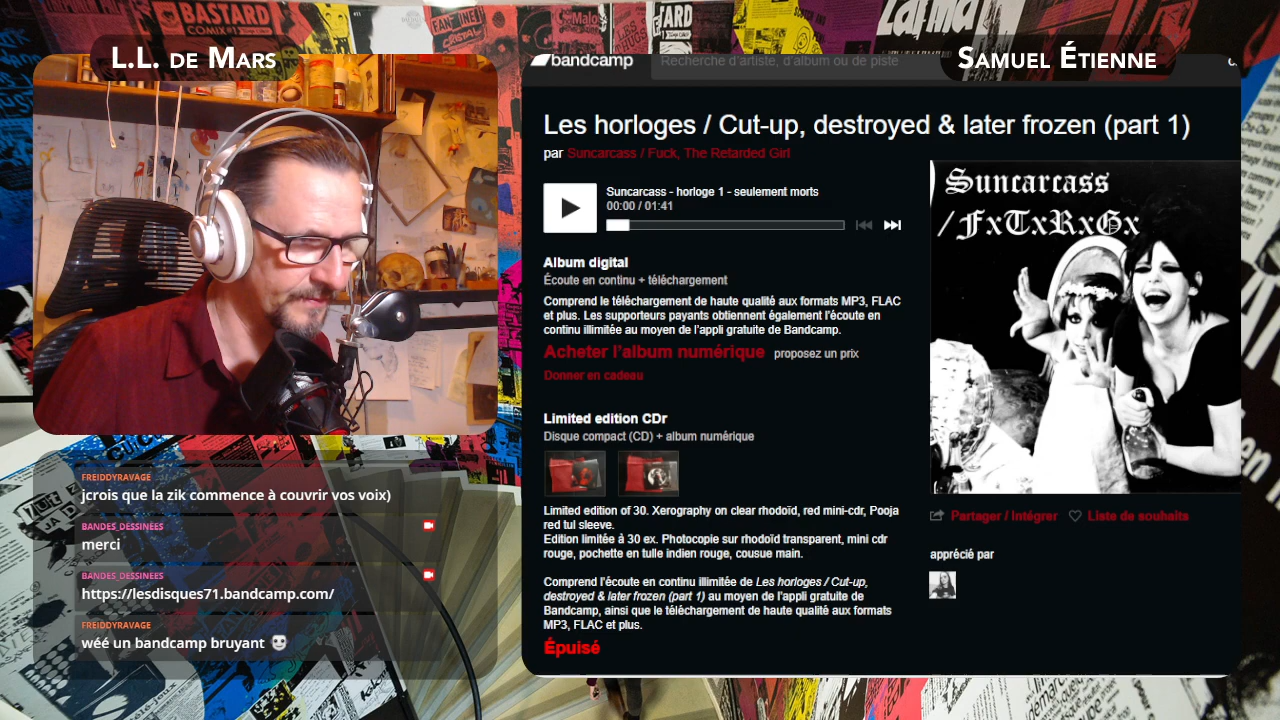 BASTARD
COMIX
FANZINE!
CRISTAL
Malo
L.L. DE MARS
SAMUEL ÉTIENNE
bandcamp
Recherche d'artiste, d'album ou de piste
Les horloges / Cut-up, destroyed & later frozen (part 1)
par Suncarcass / Fuck, The Retarded Girl
Suncarcass - horloge 1 - seulement morts
00:00 / 01:41
Album digital
Écoute en continu + téléchargement
Comprend le téléchargement de haute qualité aux formats MP3, FLAC
et plus. Les supporteurs payants obtiennent également l'écoute en
continu illimitée au moyen de l'appli gratuite de Bandcamp.
Acheter l'album numérique proposez un prix
Donner en cadeau
Limited edition CDr
Disque compact (CD) + album numérique
Limited edition of 30. Xerography on clear rhodoïd, red mini-cdr, Pooja
red tul sleeve.
Edition limitée à 30 ex. Photocopie sur rhodoïd transparent, mini cdr
rouge, pochette en tulle indien rouge, cousue main.
Comprend l'écoute en continu illimitée de Les horloges / Cut-up,
destroyed & later frozen (part 1) au moyen de l'appli gratuite de
Bandcamp, ainsi que le téléchargement de haute qualité aux formats
MP3, FLAC et plus.
Épuisé
Suncarcass
/FxTxRxGx
Partager / Intégrer Liste de souhaits
apprécié par
FREIDDYRAVAGE
jcrois que la zik commence à couvrir vos voix)
BANDES_DESSINÉES
merci
BANDES_DESSINÉES
https://lesdisques71.bandcamp.com/
FREIDDYRAVAGE
wéé un bandcamp bruyant